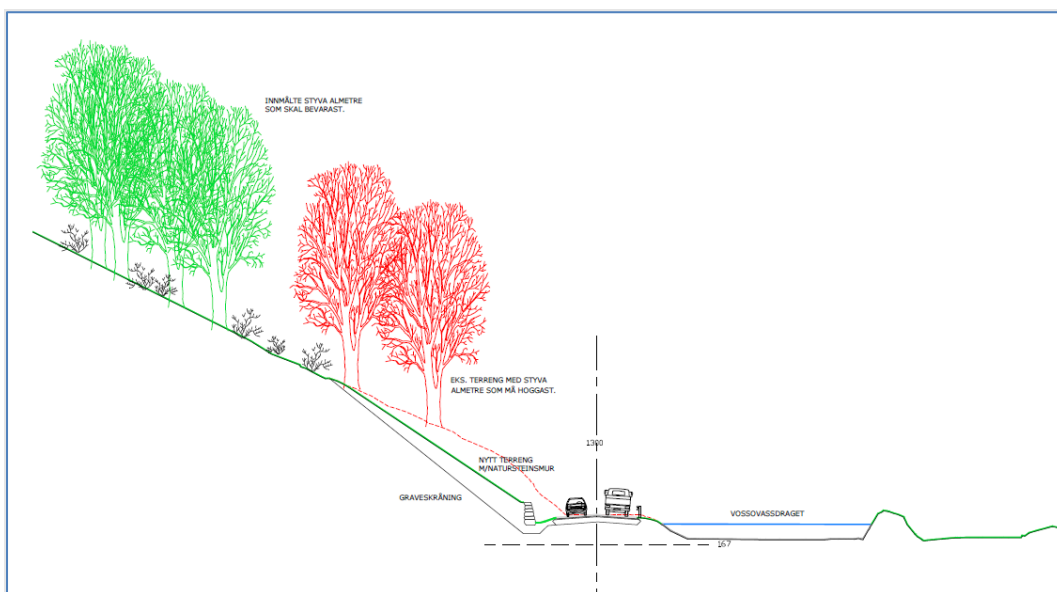 INNMÅLTE STYVA ALMETRE
SOM SKAL BEVARAST.
EKS. TERRENG MED STYVA
ALMETRE SOM MÅ HOGGAST.
1300
NYTT TERRENG
M/NATURSTEINSMUR
GRAVESKRÅNING
VOSSOVASSDRAGET
167